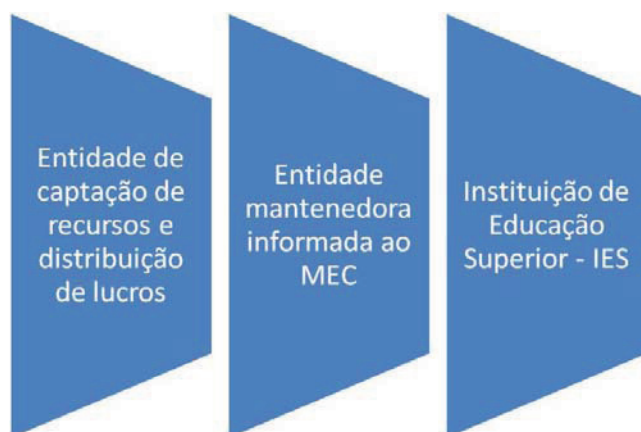 Entidade de
captação de
recursos e
distribuição
de lucros
Entidade
mantenedora
informada ao
MEC
Instituição de
Educação
Superior - IES